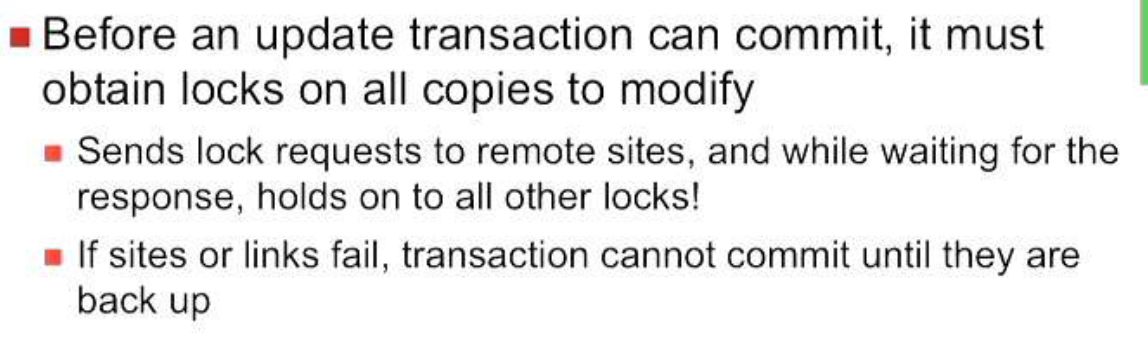 Before an update transaction can commit, it must
obtain locks on all copies to modify
Sends lock requests to remote sites, and while waiting for the
response, holds on to all other locks!
If sites or links fail, transaction cannot commit until they are
back up